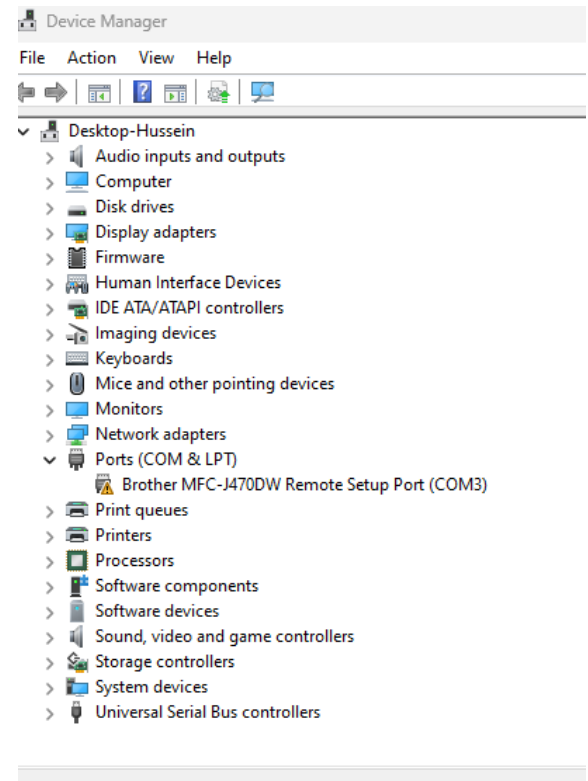 Device Manager
File Action View Help
Desktop-Hussein
Audio inputs and outputs
Computer
Disk drives
Display adapters
Firmware
Human Interface Devices
IDE ATA/ATAPI controllers
Imaging devices
Keyboards
Mice and other pointing devices
Monitors
Network adapters
Ports (COM & LPT)
Brother MFC-J470DW Remote Setup Port (COM3)
Print queues
Printers
Processors
Software components
Software devices
Sound, video and game controllers
Storage controllers
System devices
Universal Serial Bus controllers